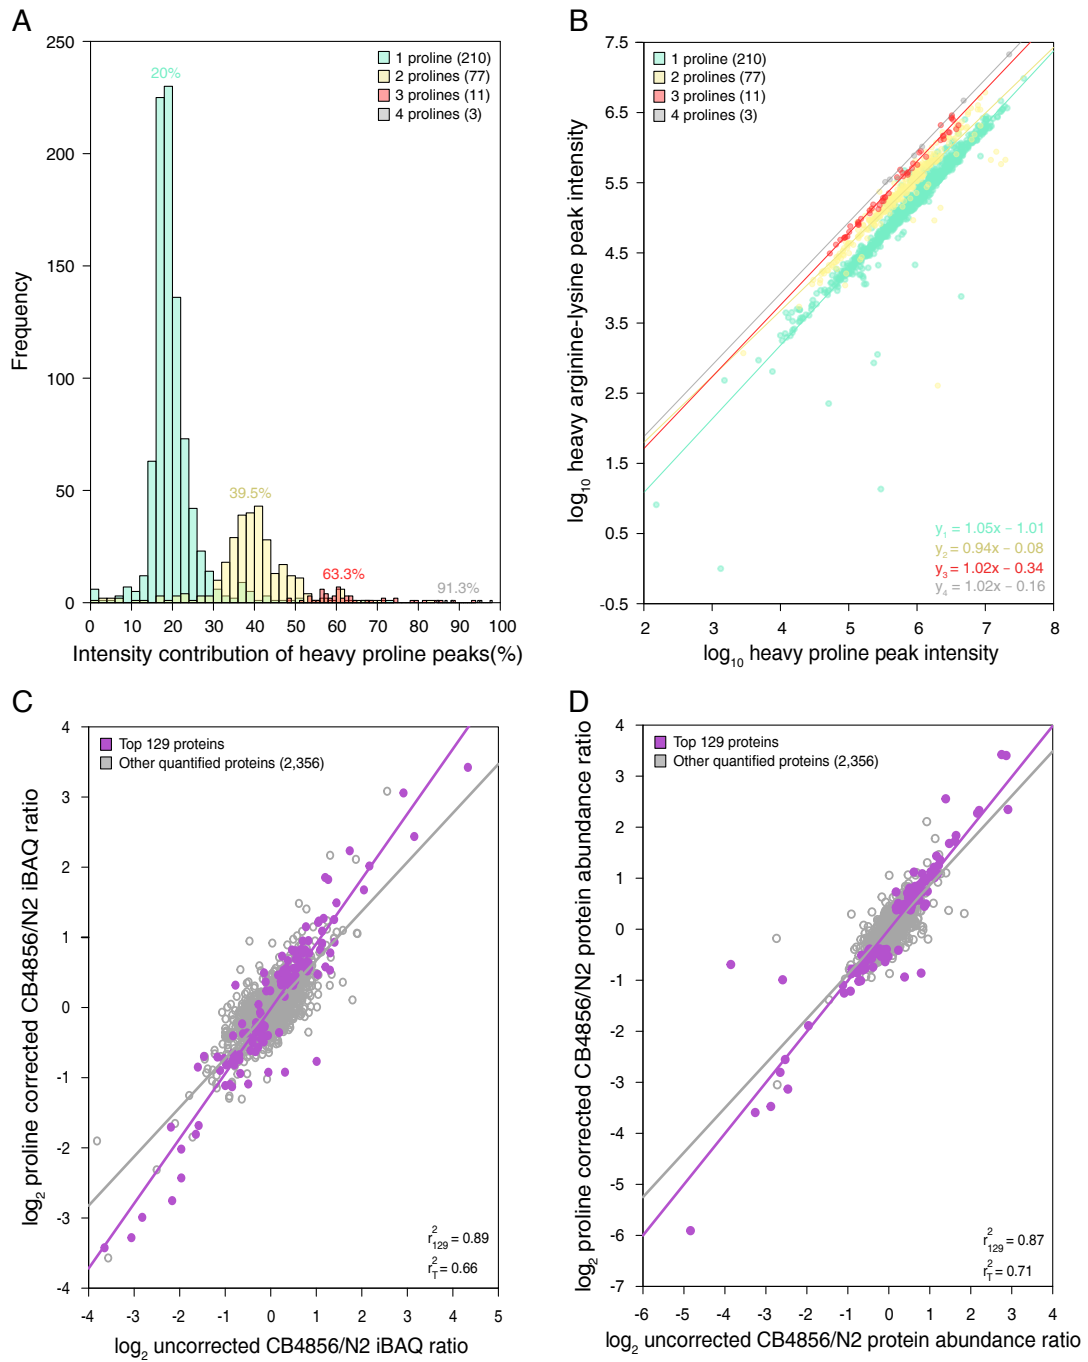 A
250
200
150
100
50
0
Frequency
1 proline (210)
2 prolines (77)
3 prolines (11)
4 prolines (3)
20%
39.5%
63.3%
91.3%
0 10 20 30 40 50 60 70 80 90 100
Intensity contribution of heavy proline peaks(%)
B
7.5
6.5
5.5
4.5
3.5
2.5
1.5
0.5
-0.5
log10 heavy arginine-lysine peak intensity
1 proline (210)
2 prolines (77)
3 prolines (11)
4 prolines (3)
y1 = 1.05x − 1.01
y2 = 0.94x − 0.08
y3 = 1.02x − 0.34
y4 = 1.02x − 0.16
2 3 4 5 6 7 8
log10 heavy proline peak intensity
C
4
3
2
1
0
-1
-2
-3
-4
log2 proline corrected CB4856/N2 iBAQ ratio
Top 129 proteins
Other quantified proteins (2,356)
r²129 = 0.89
r²T = 0.66
-4 -3 -2 -1 0 1 2 3 4 5
log2 uncorrected CB4856/N2 iBAQ ratio
D
4
3
2
1
0
-1
-2
-3
-4
-5
-6
-7
log2 proline corrected CB4856/N2 protein abundance ratio
Top 129 proteins
Other quantified proteins (2,356)
r²129 = 0.87
r²T = 0.71
-6 -5 -4 -3 -2 -1 0 1 2 3 4
log2 uncorrected CB4856/N2 protein abundance ratio